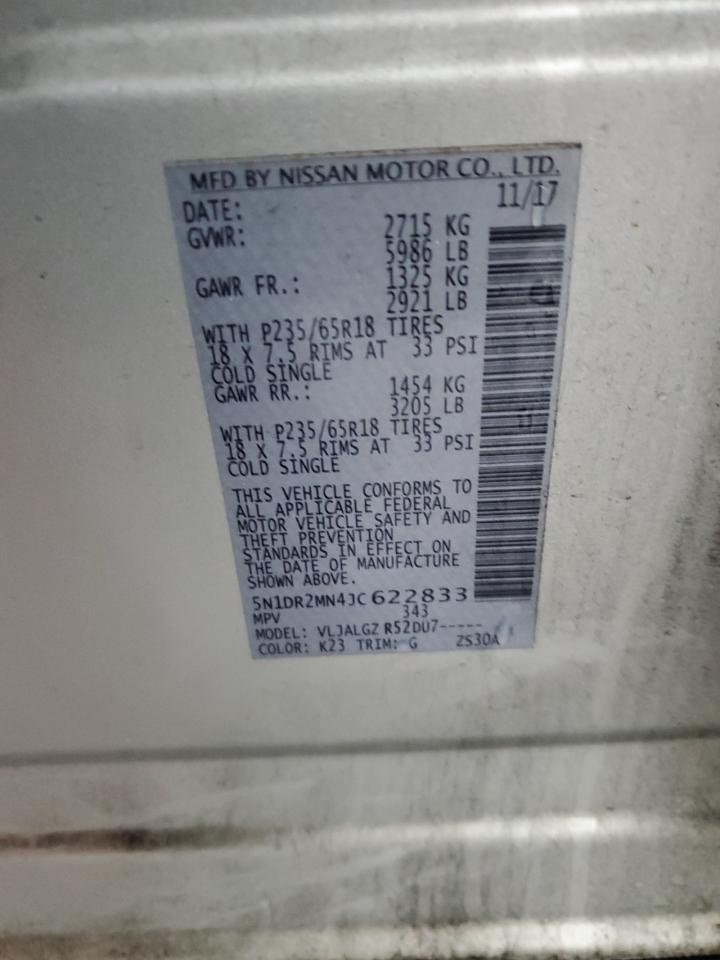 MFD BY NISSAN MOTOR CO., LTD.
DATE: 11/17
GVWR: 2715 KG
5986 LB
GAWR FR.: 1325 KG
2921 LB
WITH P235/65R18 TIRES
18 X 7.5 RIMS AT 33 PSI
COLD SINGLE
GAWR RR.: 1454 KG
3205 LB
WITH P235/65R18 TIRES
18 X 7.5 RIMS AT 33 PSI
COLD SINGLE
THIS VEHICLE CONFORMS TO
ALL APPLICABLE FEDERAL
MOTOR VEHICLE SAFETY AND
THEFT PREVENTION
STANDARDS IN EFFECT ON
THE DATE OF MANUFACTURE
SHOWN ABOVE.
5N1DR2MN4JC622833
MPV 343
MODEL: VLJALGZ R52DU7-----
COLOR: K23 TRIM: G ZS30A